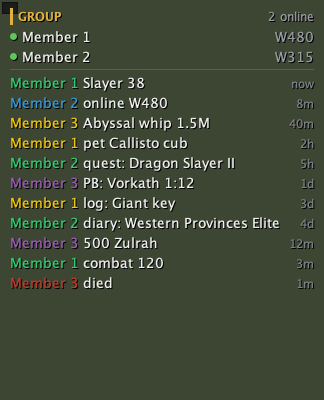 GROUP 2 online
Member 1 W480
Member 2 W315
Member 1 Slayer 38 now
Member 2 online W480 8m
Member 3 Abyssal whip 1.5M 40m
Member 1 pet Callisto cub 2h
Member 2 quest: Dragon Slayer II 5h
Member 3 PB: Vorkath 1:12 1d
Member 1 log: Giant key 3d
Member 2 diary: Western Provinces Elite 4d
Member 3 500 Zulrah 12m
Member 1 combat 120 3m
Member 3 died 1m